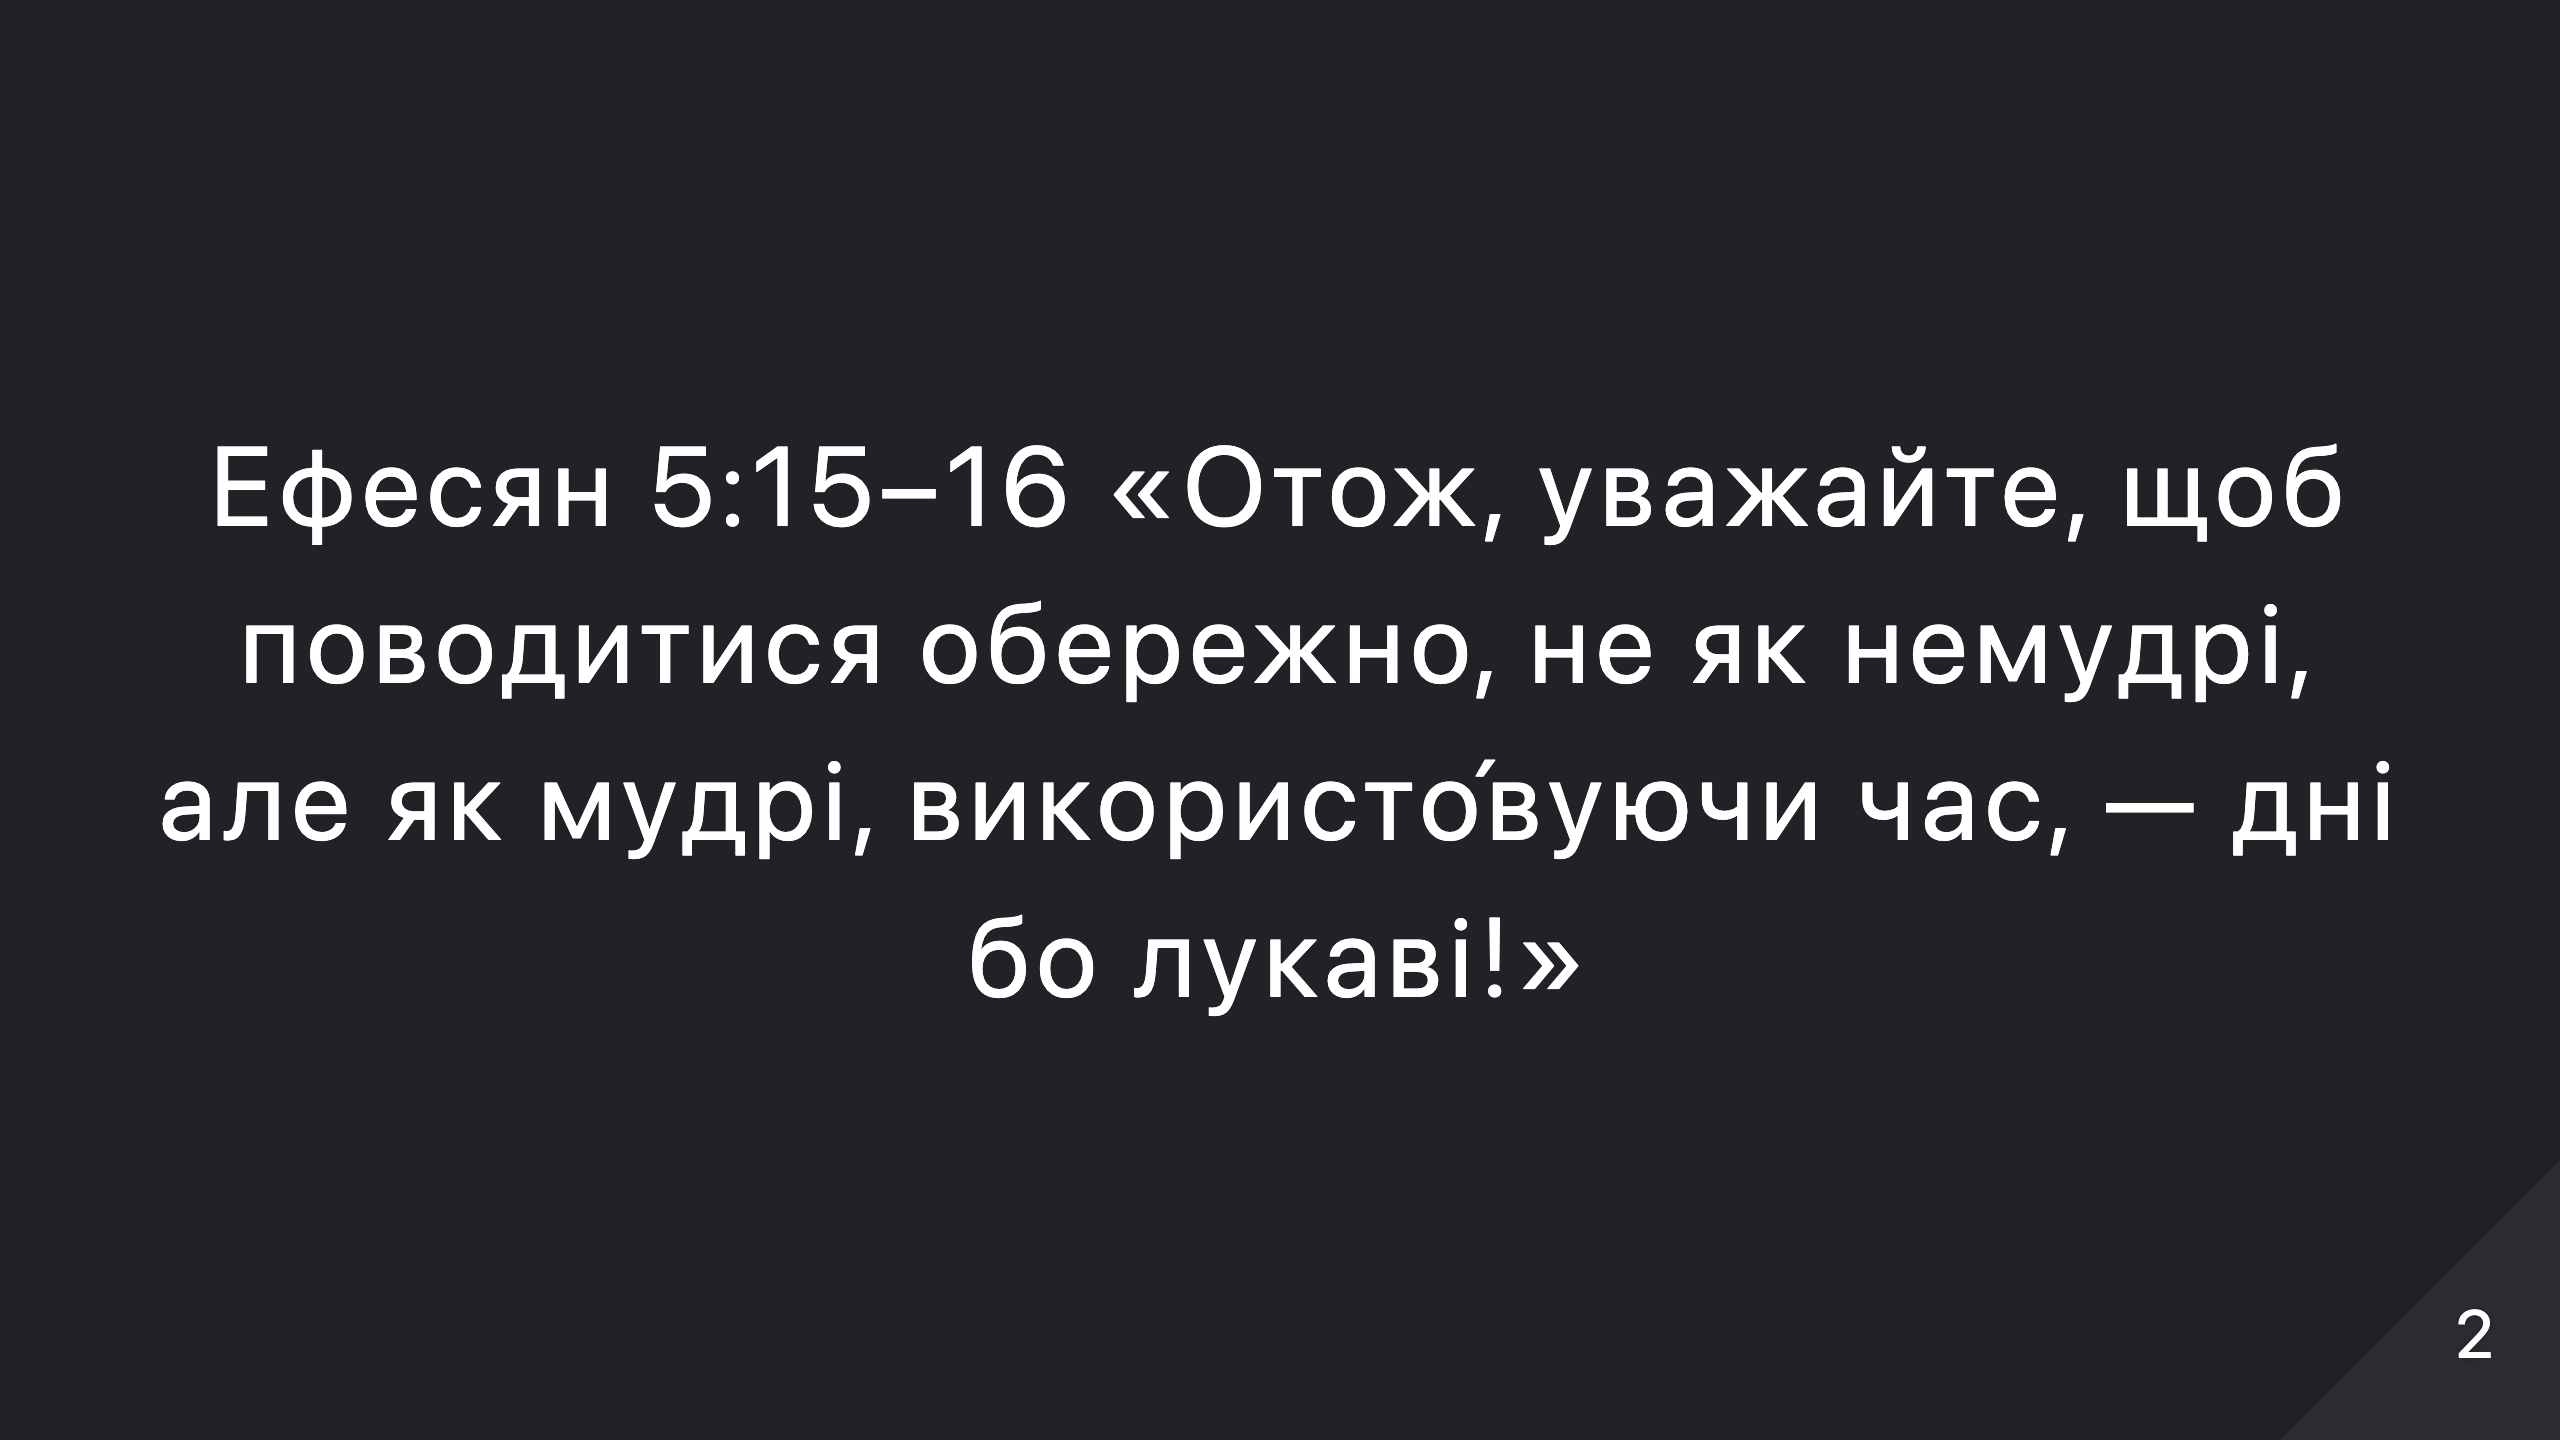 Ефесян 5:15–16 «Отож, уважайте, щоб
поводитися обережно, не як немудрі,
але як мудрі, використо́вуючи час, — дні
бо лукаві!»
2